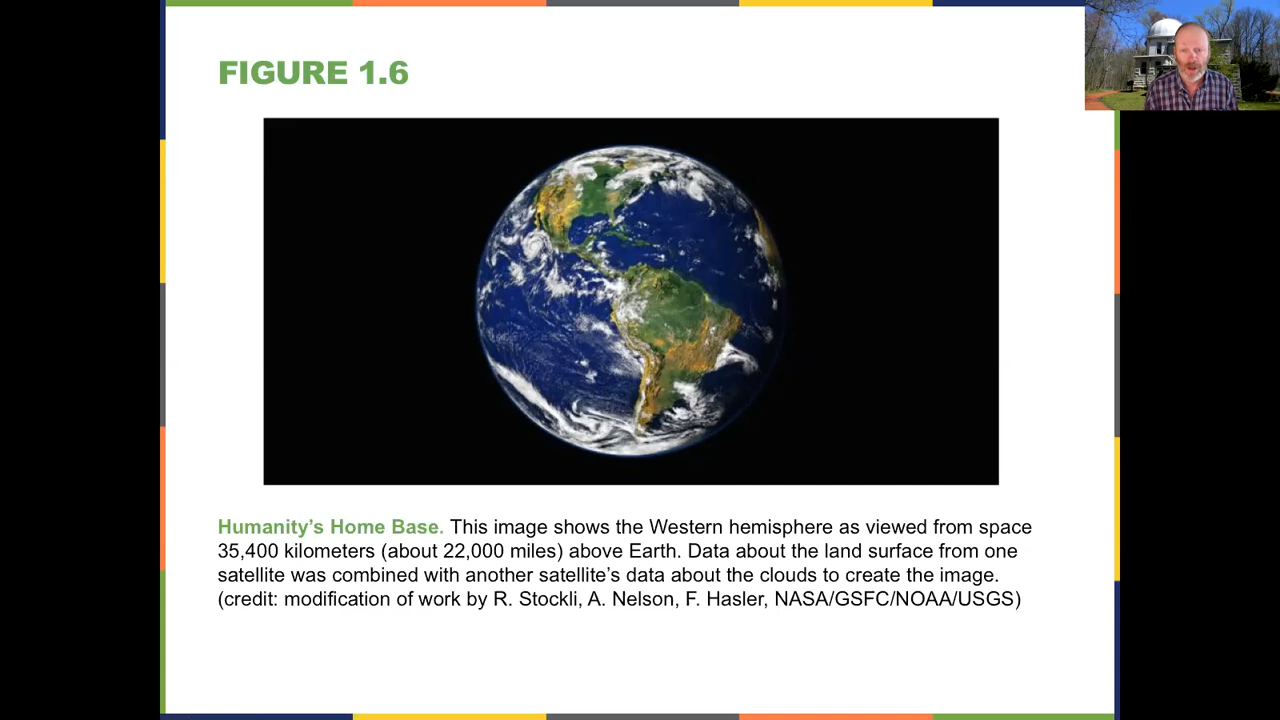 FIGURE 1.6
Humanity’s Home Base. This image shows the Western hemisphere as viewed from space
35,400 kilometers (about 22,000 miles) above Earth. Data about the land surface from one
satellite was combined with another satellite’s data about the clouds to create the image.
(credit: modification of work by R. Stockli, A. Nelson, F. Hasler, NASA/GSFC/NOAA/USGS)